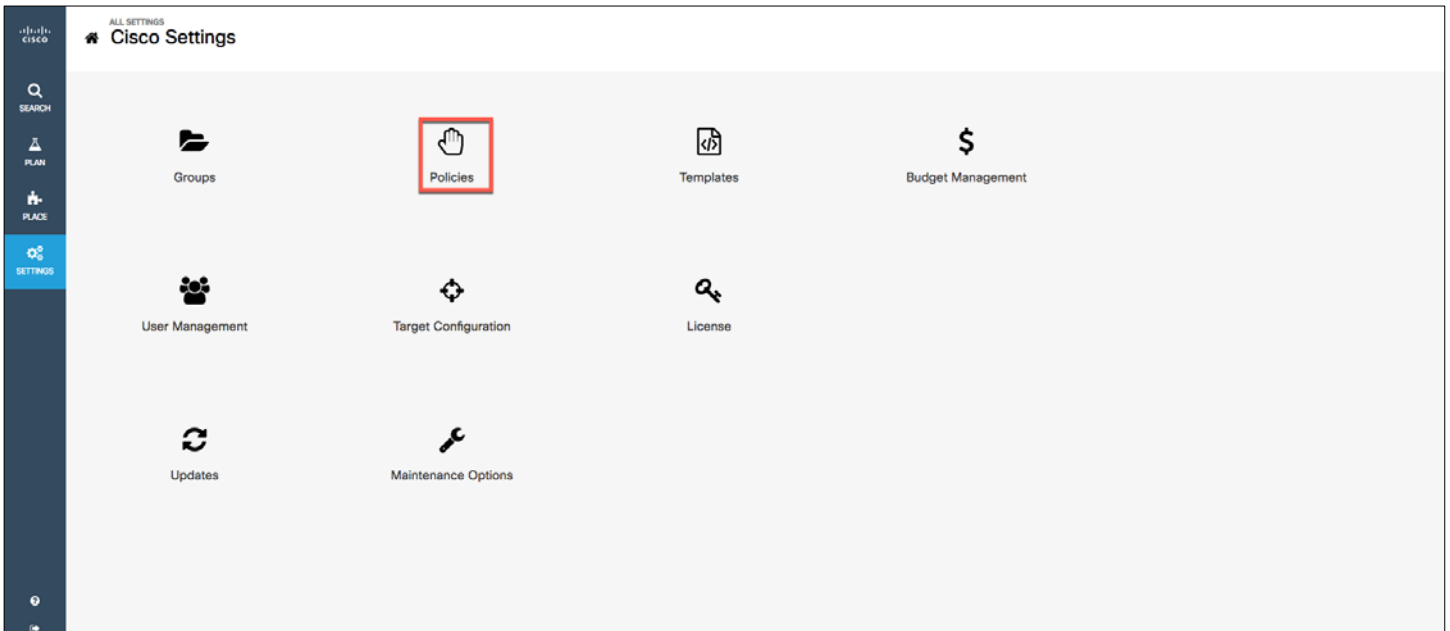 cisco
ALL SETTINGS
Cisco Settings
SEARCH
PLAN
PLACE
SETTINGS
Groups
Policies
Templates
$
Budget Management
User Management
Target Configuration
License
Updates
Maintenance Options